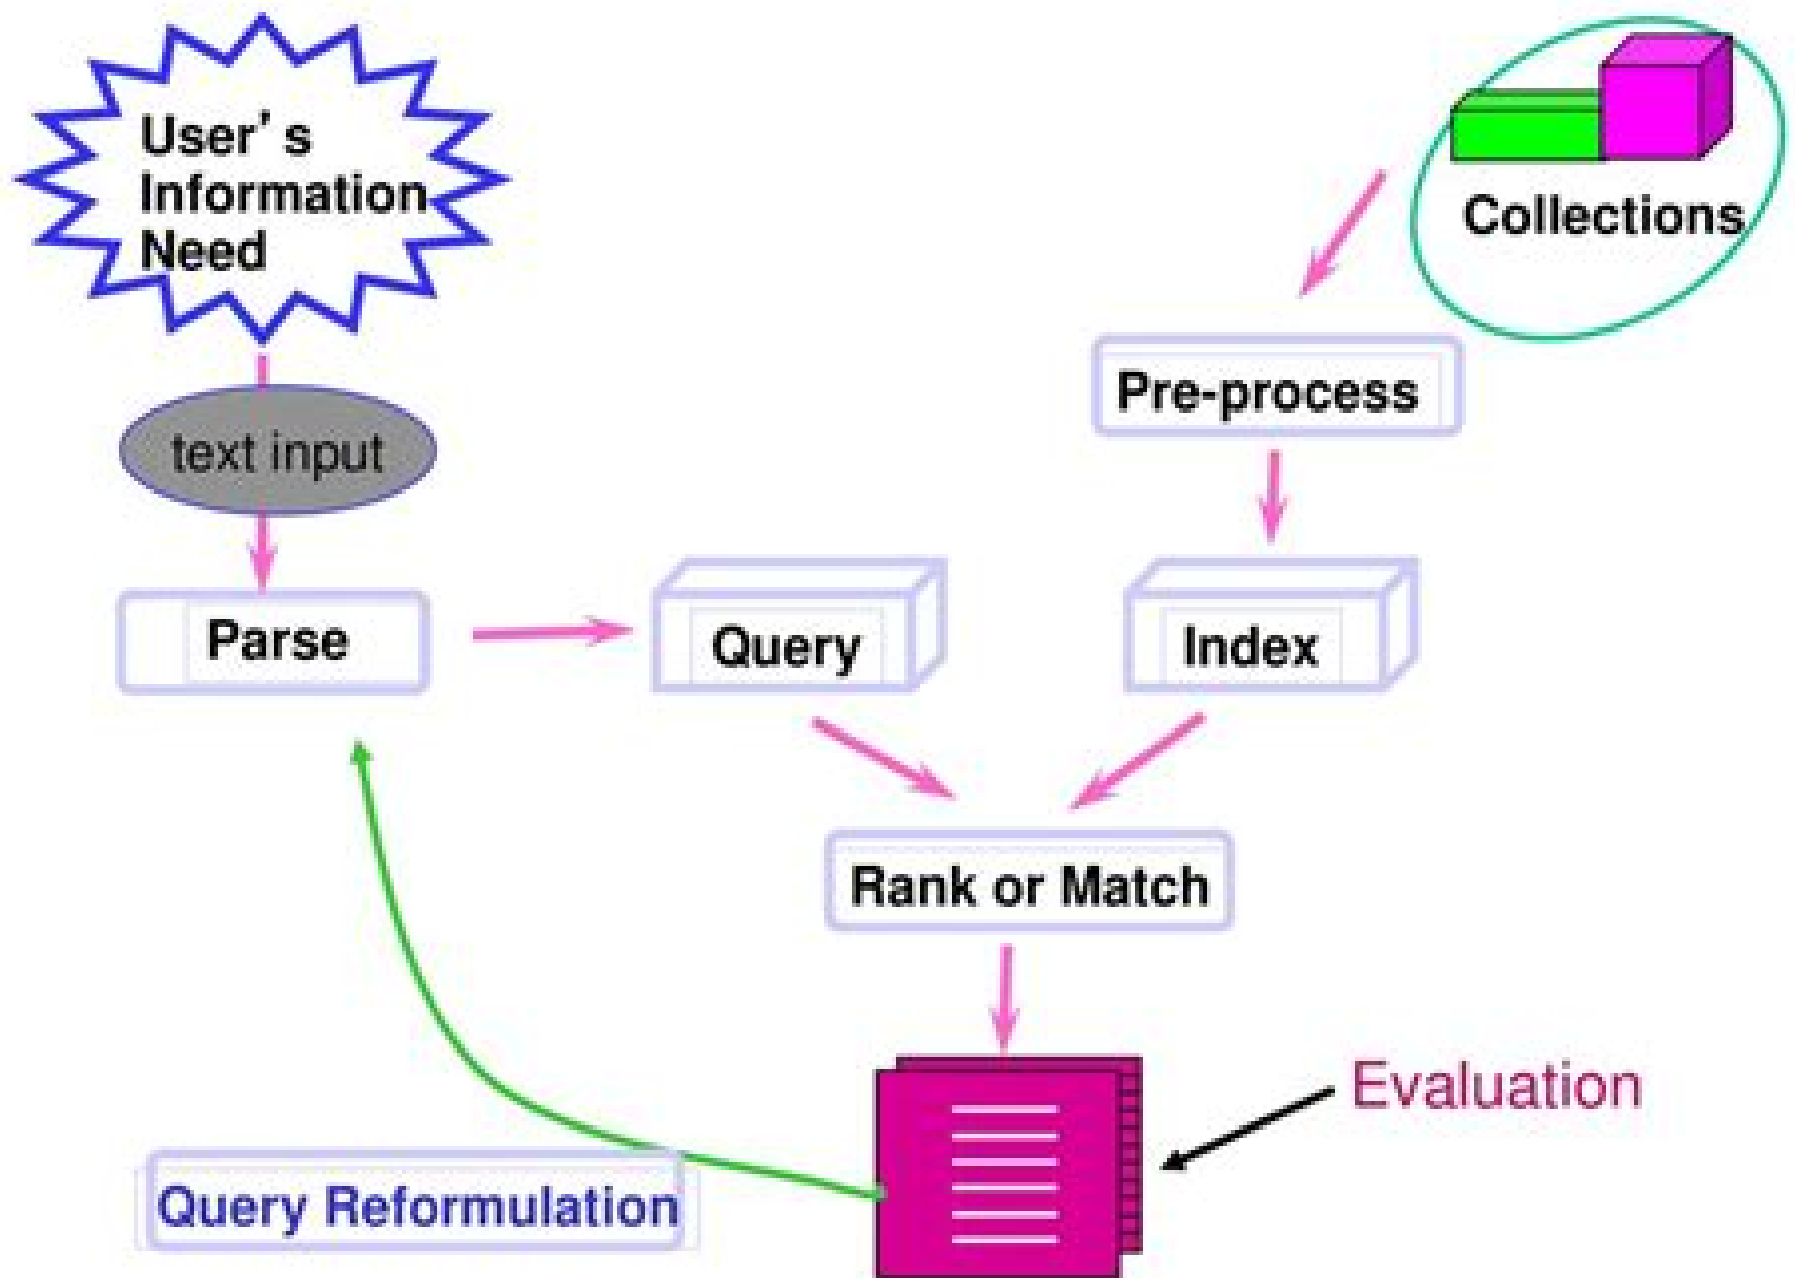 User’s
Information
Need
Collections
Pre-process
text input
Parse
Query
Index
Rank or Match
Evaluation
Query Reformulation